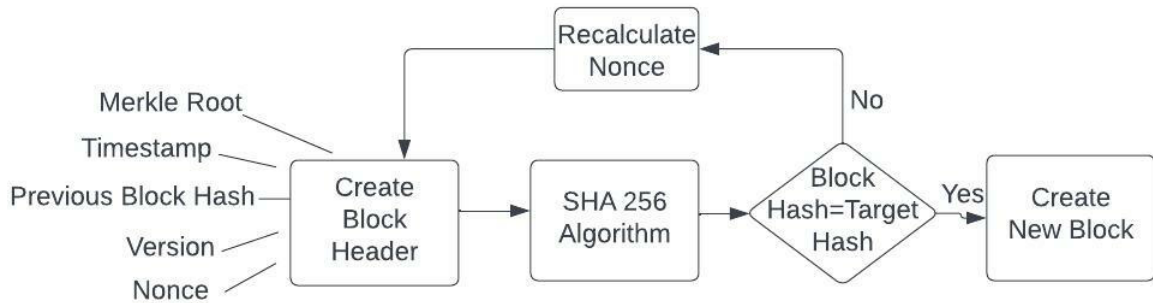 Recalculate
Nonce
No
Merkle Root
Timestamp
Previous Block Hash
Version
Nonce
Create
Block
Header
SHA 256
Algorithm
Block
Hash=Target
Hash
Yes
Create
New Block